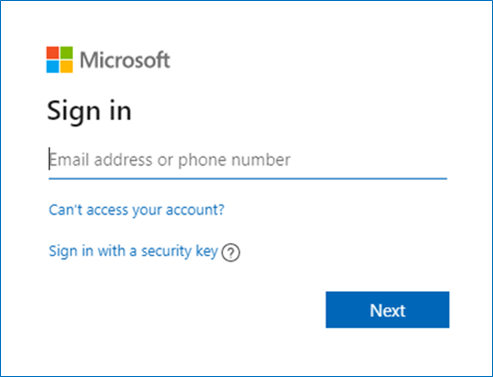 Microsoft
Sign in
Email address or phone number
Can't access your account?
Sign in with a security key ?
Next